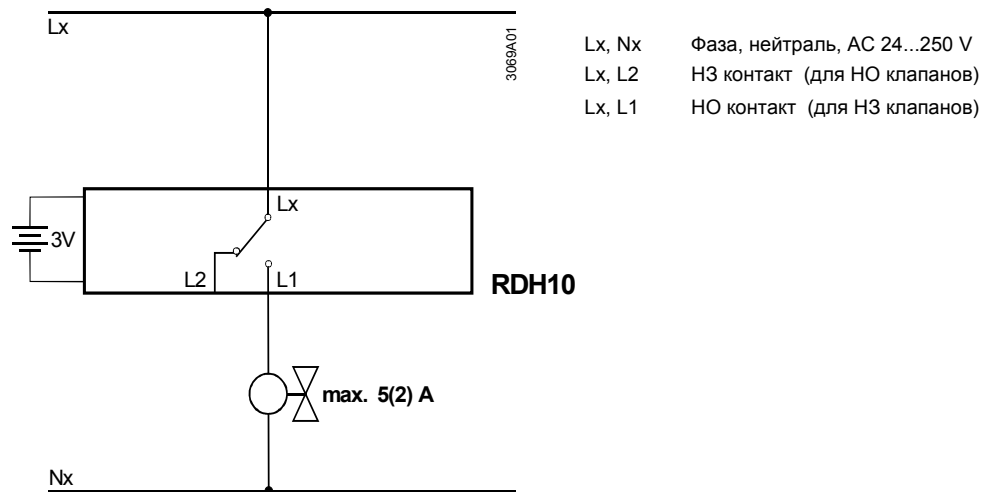 Lx
3069A01
Lx, Nx Фаза, нейтраль, AC 24...250 V
Lx, L2 НЗ контакт (для НО клапанов)
Lx, L1 НО контакт (для НЗ клапанов)
Lx
3V
L2 L1
RDH10
max. 5(2) A
Nx